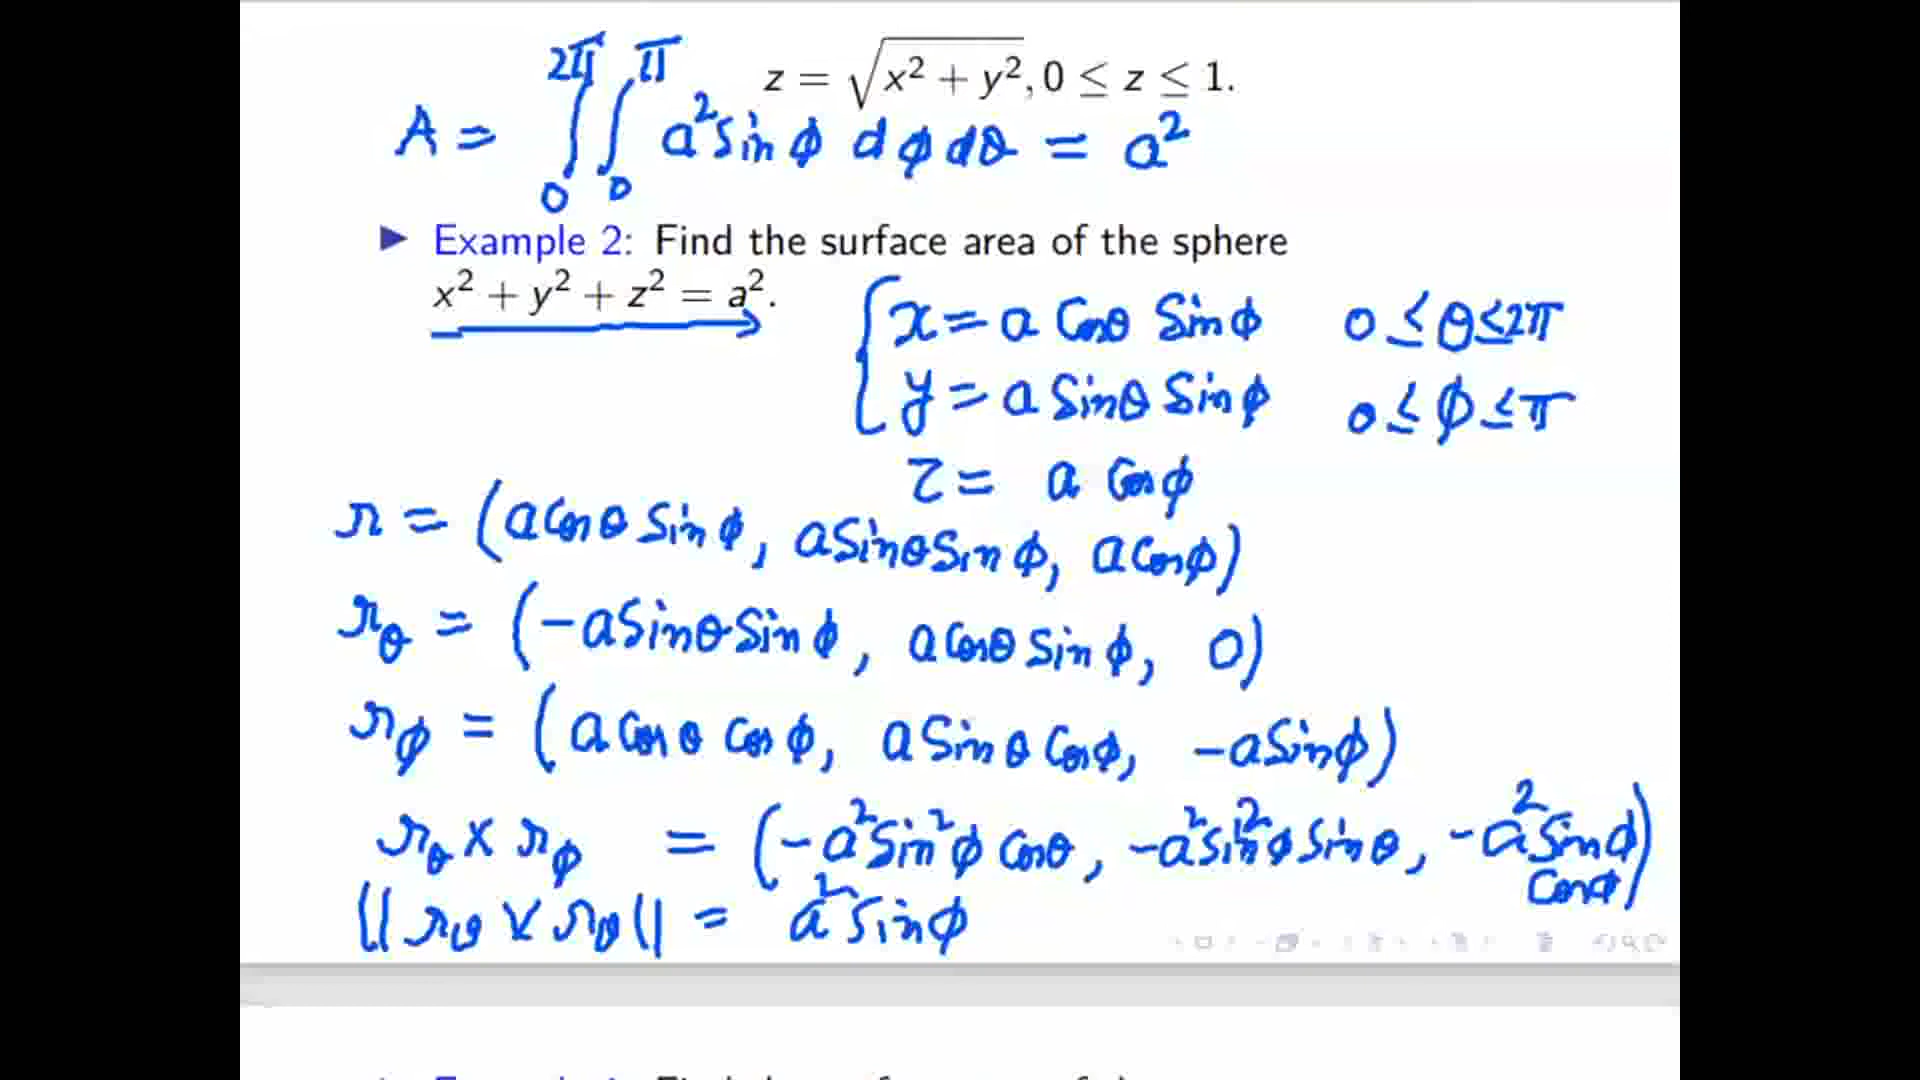 z = √x² + y², 0 ≤ z ≤ 1.
A = ∫₀^2π ∫₀^π a² sin φ dφ dθ = a²
▶ Example 2: Find the surface area of the sphere
x² + y² + z² = a².
x = a cos θ sin φ 0 ≤ θ ≤ 2π
y = a sin θ sin φ 0 ≤ φ ≤ π
z = a cos φ
r = (a cos θ sin φ, a sin θ sin φ, a cos φ)
r_θ = (-a sin θ sin φ, a cos θ sin φ, 0)
r_φ = (a cos θ cos φ, a sin θ cos φ, -a sin φ)
r_θ × r_φ = (-a² sin² φ cos θ, -a² sin² φ sin θ, -a² sin φ cos φ)
||r_θ × r_φ|| = a² sin φ